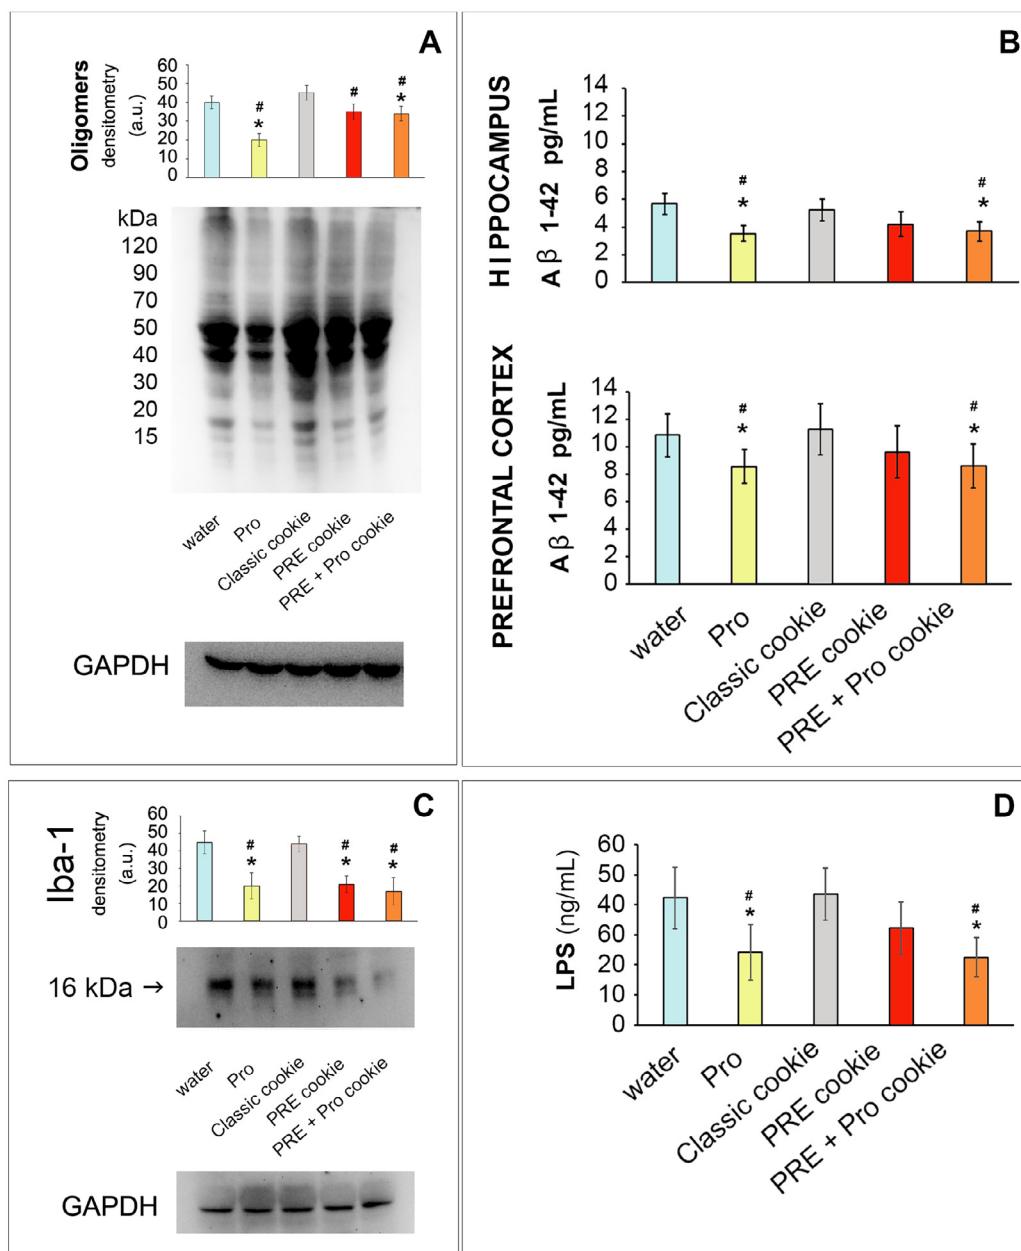 A
Oligomers
densitometry
(a.u.)
60
50
40
30
20
10
0
#
*
#
#
*
kDa
120
90
70
50
40
30
20
15
water
Pro
Classic cookie
PRE cookie
PRE + Pro cookie
GAPDH
B
HIPPOCAMPUS
Aβ 1-42 pg/mL
14
12
10
8
6
4
2
0
#
*
#
*
PREFRONTAL CORTEX
Aβ 1-42 pg/mL
14
12
10
8
6
4
2
0
#
*
#
*
water
Pro
Classic cookie
PRE cookie
PRE + Pro cookie
C
Iba-1
densitometry
(a.u.)
60
50
40
30
20
10
0
#
*
#
*
#
*
16 kDa →
water
Pro
Classic cookie
PRE cookie
PRE + Pro cookie
GAPDH
D
LPS (ng/mL)
60
50
40
60
20
10
0
#
*
#
*
water
Pro
Classic cookie
PRE cookie
PRE + Pro cookie